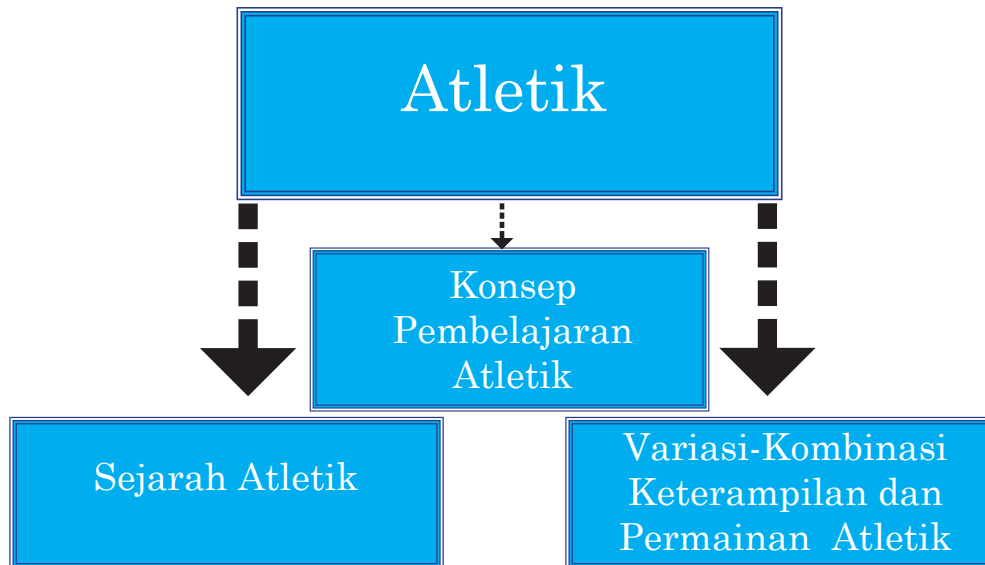 Atletik
Konsep
Pembelajaran
Atletik
Sejarah Atletik
Variasi-Kombinasi
Keterampilan dan
Permainan Atletik